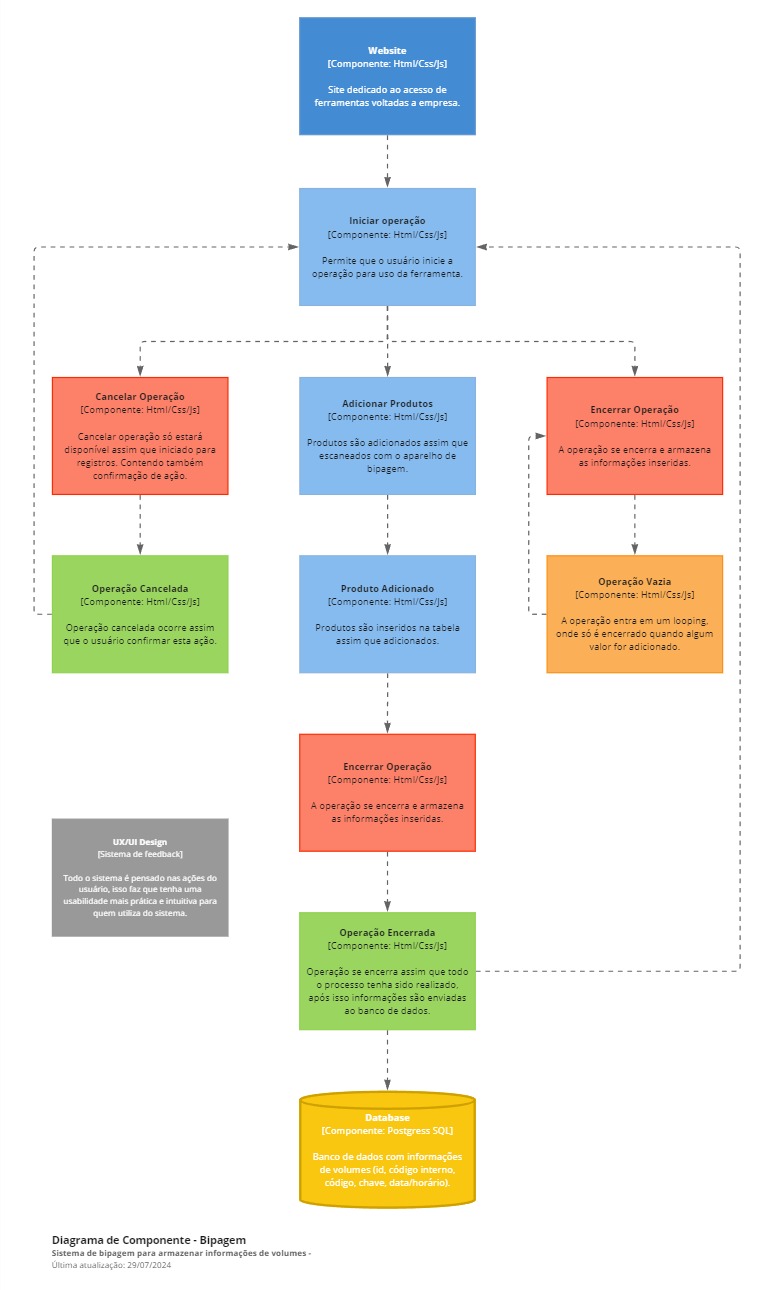 Website
[Componente: Html/Css/Js]
Site dedicado ao acesso de
ferramentas voltadas a empresa.
Iniciar operação
[Componente: Html/Css/Js]
Permite que o usuário inicie a
operação para uso da ferramenta.
Cancelar Operação
[Componente: Html/Css/Js]
Cancelar operação só estará
disponível assim que iniciado para
registros. Contendo também
confirmação de ação.
Adicionar Produtos
[Componente: Html/Css/Js]
Produtos são adicionados assim que
escaneados com o aparelho de
bipagem.
Encerrar Operação
[Componente: Html/Css/Js]
A operação se encerra e armazena
as informações inseridas.
Operação Cancelada
[Componente: Html/Css/Js]
Operação cancelada ocorre assim
que o usuário confirmar esta ação.
Produto Adicionado
[Componente: Html/Css/Js]
Produtos são inseridos na tabela
assim que adicionados.
Operação Vazia
[Componente: Html/Css/Js]
A operação entra em um looping,
onde só é encerrado quando algum
valor for adicionado.
Encerrar Operação
[Componente: Html/Css/Js]
A operação se encerra e armazena
as informações inseridas.
UX/UI Design
[Sistema de feedback]
Todo o sistema é pensado nas ações do
usuário, isso faz que tenha uma
usabilidade mais prática e intuitiva para
quem utiliza do sistema.
Operação Encerrada
[Componente: Html/Css/Js]
Operação se encerra assim que todo
o processo tenha sido realizado,
após isso informações são enviadas
ao banco de dados.
Database
[Componente: Postgress SQL]
Banco de dados com informações
de volumes (id, código interno,
código, chave, data/horário).
Diagrama de Componente - Bipagem
Sistema de bipagem para armazenar informações de volumes -
Última atualização: 29/07/2024